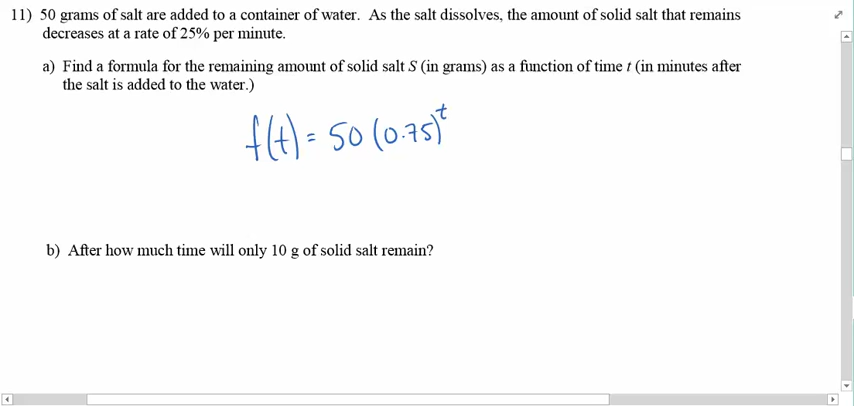 11) 50 grams of salt are added to a container of water. As the salt dissolves, the amount of solid salt that remains
decreases at a rate of 25% per minute.
a) Find a formula for the remaining amount of solid salt S (in grams) as a function of time t (in minutes after
the salt is added to the water.)
f(t) = 50 (0.75)^t
b) After how much time will only 10 g of solid salt remain?